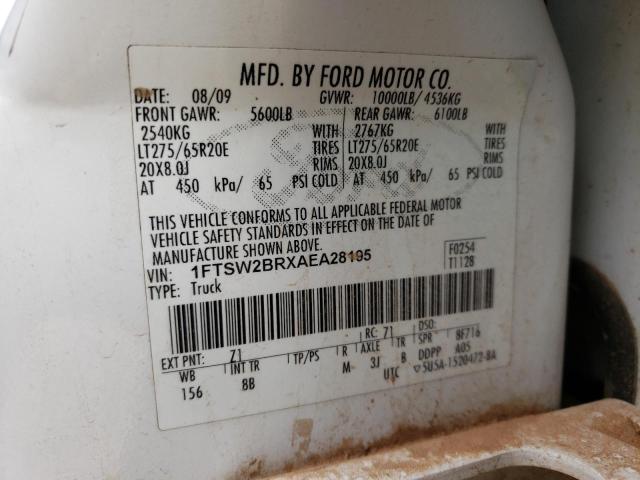 MFD. BY FORD MOTOR CO.
DATE: 08/09 GVWR: 10000LB/ 4536KG
FRONT GAWR: 5600LB REAR GAWR: 6100LB
2540KG WITH 2767KG WITH
LT275/65R20E TIRES LT275/65R20E TIRES
20X8.0J RIMS 20X8.0J RIMS
AT 450 kPa/ 65 PSI COLD AT 450 kPa/ 65 PSI COLD
THIS VEHICLE CONFORMS TO ALL APPLICABLE FEDERAL MOTOR
VEHICLE SAFETY STANDARDS IN EFFECT ON THE DATE OF
MANUFACTURE SHOWN ABOVE.
VIN: 1FTSW2BRXAEA28195 F0254
TYPE: Truck T1128
EXT PNT: Z1 RC: Z1 DSO:
WB INT TR TP/PS R AXLE TR SPR 8F716
156 8B M 3J B DDPP A05
UTC ▽5U5A-1520472-BA